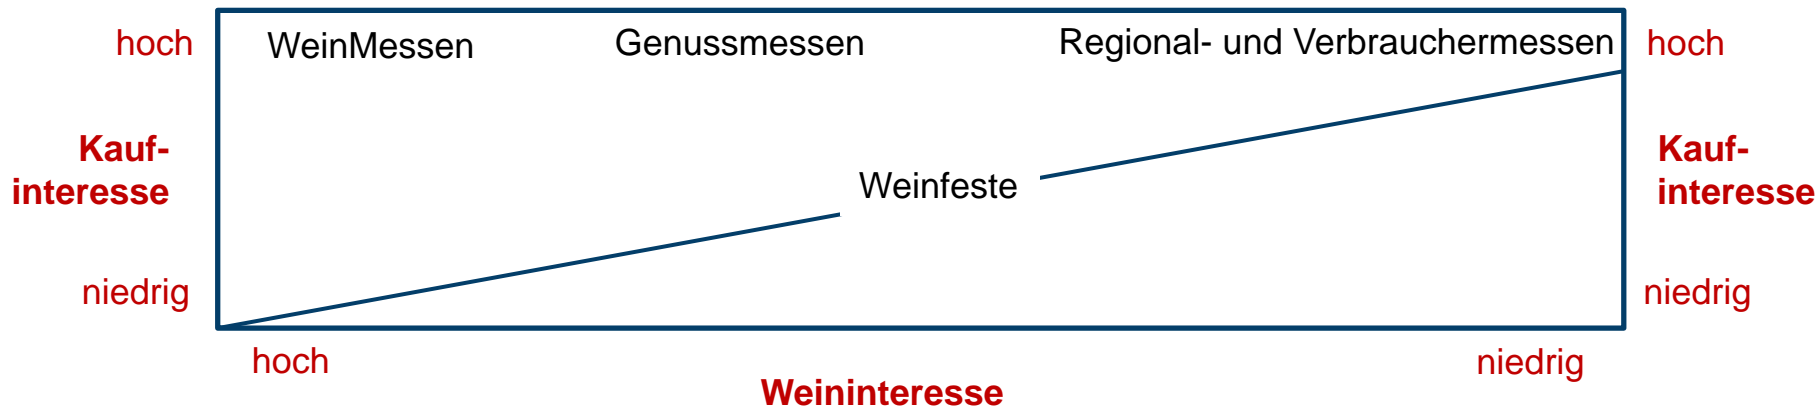 hoch
WeinMessen
Genussmessen
Regional- und Verbrauchermessen
hoch
Kauf-
interesse
Weinfeste
Kauf-
interesse
niedrig
niedrig
hoch
niedrig
Weininteresse